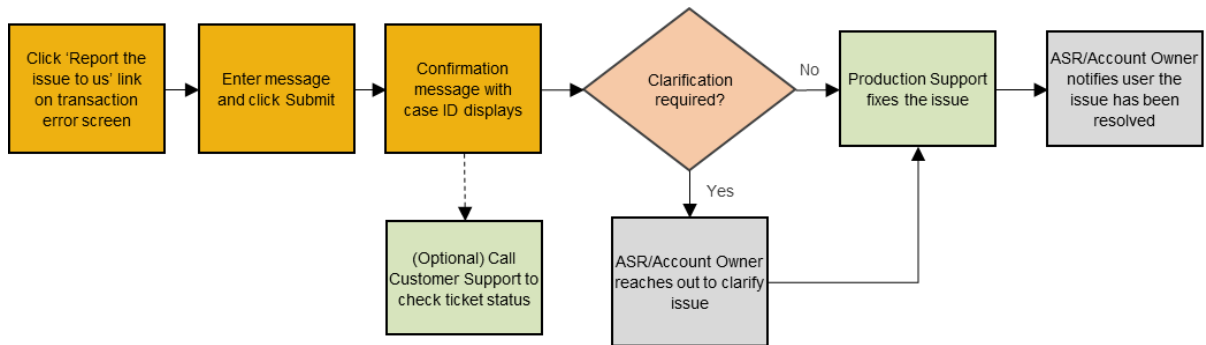 Click ‘Report the
issue to us’ link
on transaction
error screen
Enter message
and click Submit
Confirmation
message with
case ID displays
Clarification
required?
No
Production Support
fixes the issue
ASR/Account Owner
notifies user the
issue has been
resolved
Yes
(Optional) Call
Customer Support to
check ticket status
ASR/Account Owner
reaches out to clarify
issue